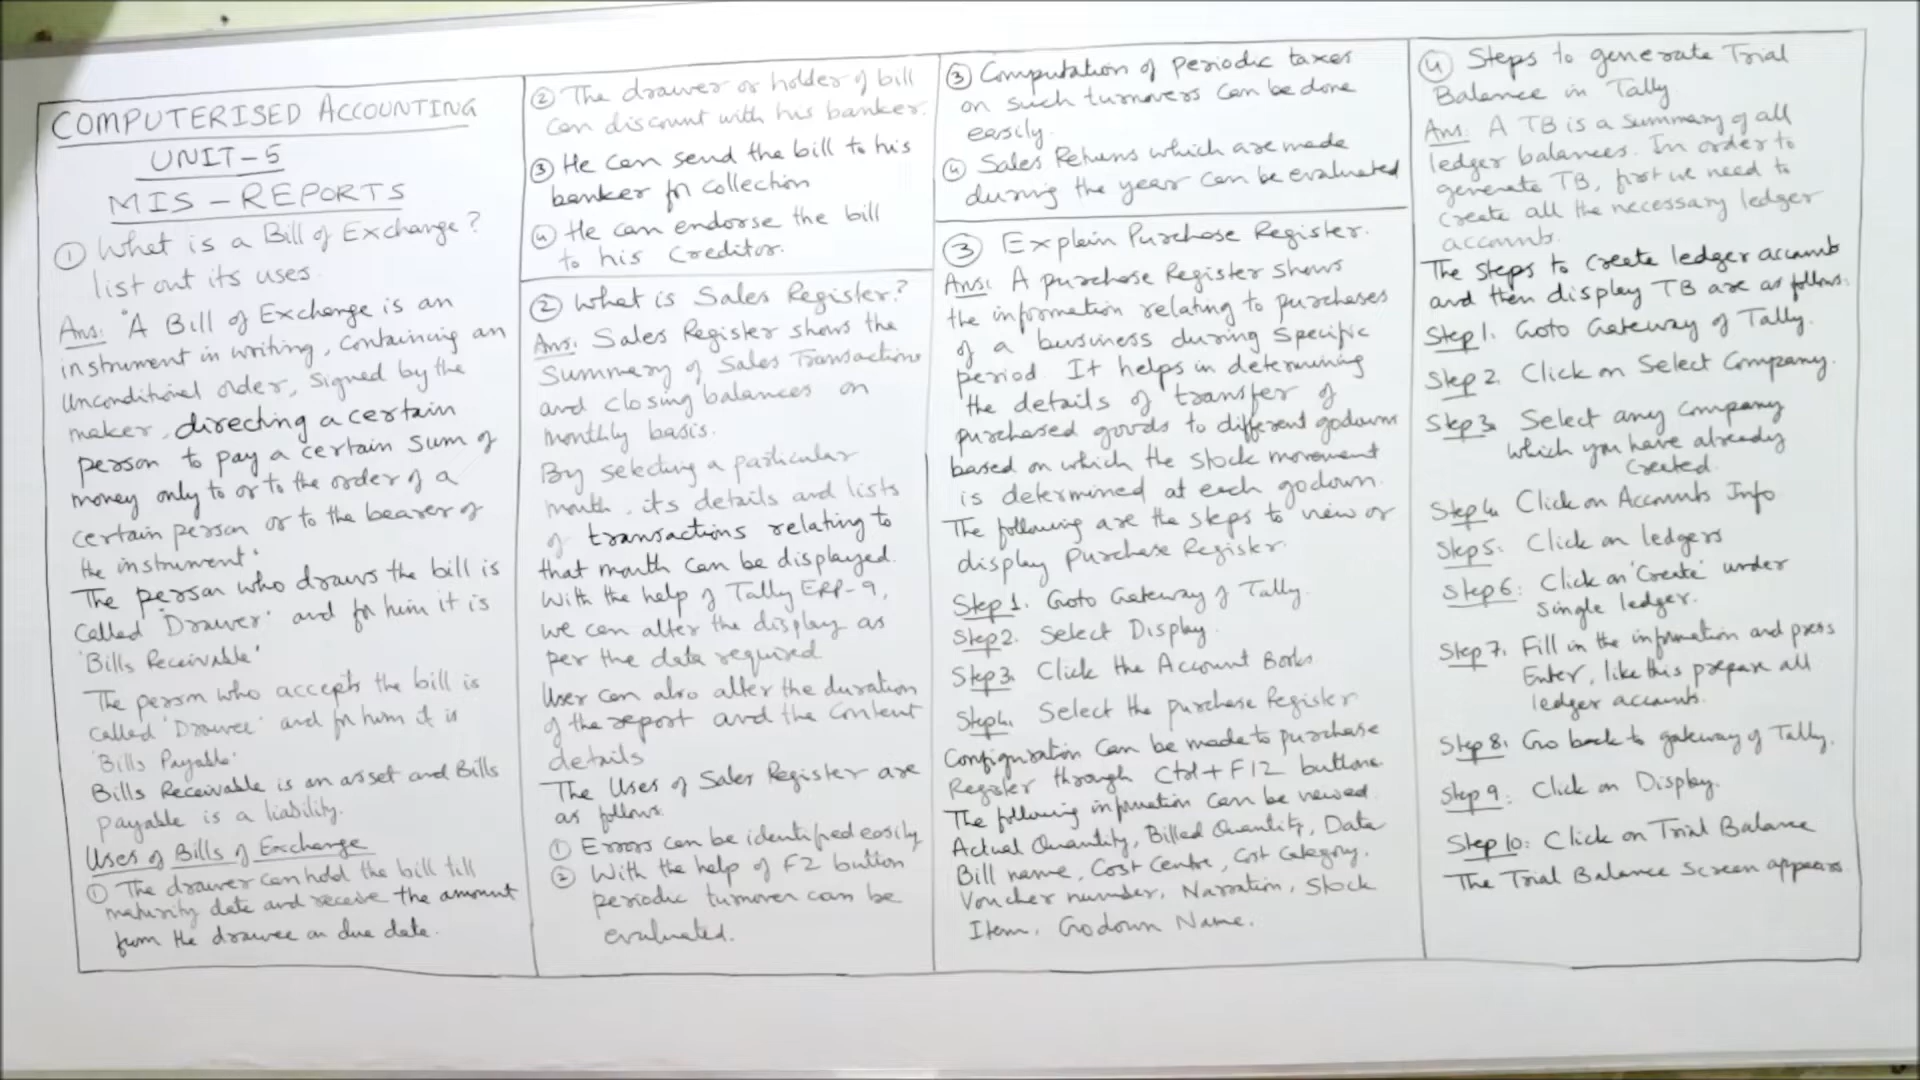 COMPUTERISED ACCOUNTING
UNIT-5
MIS-REPORTS
① What is a Bill of Exchange?
list out its uses.
Ans: "A Bill of Exchange is an
instrument in writing, containing an
unconditional order, signed by the
maker, directing a certain
person to pay a certain sum of
money only to or to the order of a
certain person or to the bearer of
the instrument".
The person who draws the bill is
called 'Drawer' and for him it is
'Bills Receivable'
The person who accepts the bill is
called 'Drawee' and for him it is
'Bills Payable'
Bills Receivable is an asset and Bills
payable is a liability.
Uses of Bills of Exchange
① The drawer can hold the bill till
maturity date and receive the amount
from the drawee on due date.
② The drawer or holder of bill
can discount with his banker.
③ He can send the bill to his
banker for collection
④ He can endorse the bill
to his Creditor.
② What is Sales Register?
Ans: Sales Register shows the
Summary of Sales Transactions
and closing balances on
monthly basis.
By selecting a particular
month, its details and lists
of transactions relating to
that month can be displayed.
With the help of Tally ERP-9,
we can alter the display as
per the data required
User can also alter the duration
of the report and the Content
details
The Uses of Sales Register are
as follows
① Errors can be identified easily
② With the help of F2 button
periodic turnover can be
evaluated.
③ Computation of periodic taxes
on such turnovers can be done
easily.
④ Sales Returns which are made
during the year can be evaluated
③ Explain Purchase Register.
Ans: A purchase Register shows
the information relating to purchases
of a business during specific
period. It helps in determining
the details of transfer of
purchased goods to different godowns
based on which the stock movement
is determined at each godown.
The following are the steps to view or
display Purchase Register.
Step 1. Goto Gateway of Tally.
Step 2. Select Display.
Step 3. Click the Account Books
Step 4. Select the purchase Register
Configuration can be made to purchase
Register through Ctrl+F12 buttons.
The following information can be viewed.
Actual Quantity, Billed Quantity, Date
Bill name, Cost Centre, Cost Category,
Voucher number, Narration, Stock
Item, Godown Name.
④ Steps to generate Trial
Balance in Tally
Ans: A TB is a summary of all
ledger balances. In order to
generate TB, first we need to
create all the necessary ledger
accounts.
The steps to create ledger accounts
and then display TB are as follows:
Step 1. Goto Gateway of Tally.
Step 2. Click on Select Company.
Step 3. Select any Company
which you have already
created.
Step 4. Click on Accounts Info
Step 5: Click on ledgers
Step 6: Click on 'Create' under
single ledger.
Step 7. Fill in the information and press
Enter, like this prepare all
ledger accounts.
Step 8. Go back to gateway of Tally.
Step 9: Click on Display.
Step 10: Click on Trial Balance
The Trial Balance Screen appears.